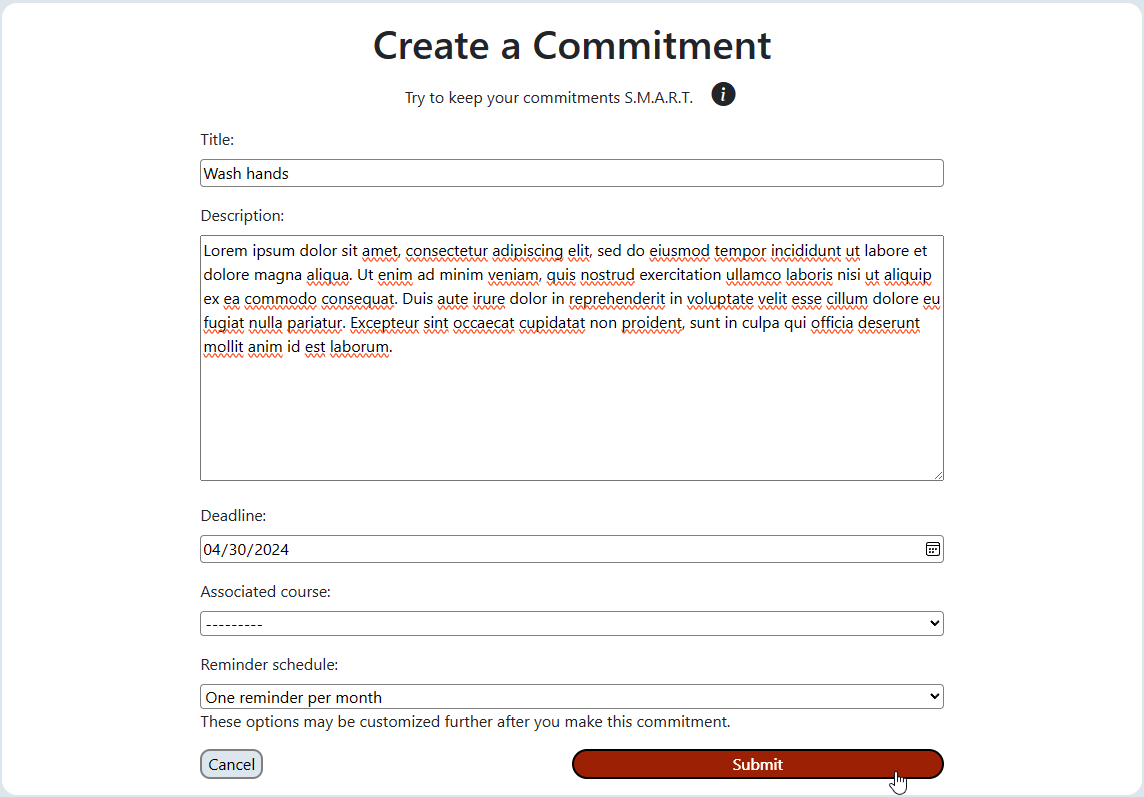 Create a Commitment
Try to keep your commitments S.M.A.R.T. i
Title:
Wash hands
Description:
Lorem ipsum dolor sit amet, consectetur adipiscing elit, sed do eiusmod tempor incididunt ut labore et
dolore magna aliqua. Ut enim ad minim veniam, quis nostrud exercitation ullamco laboris nisi ut aliquip
ex ea commodo consequat. Duis aute irure dolor in reprehenderit in voluptate velit esse cillum dolore eu
fugiat nulla pariatur. Excepteur sint occaecat cupidatat non proident, sunt in culpa qui officia deserunt
mollit anim id est laborum.
Deadline:
04/30/2024
Associated course:
---------
Reminder schedule:
One reminder per month
These options may be customized further after you make this commitment.
Cancel
Submit